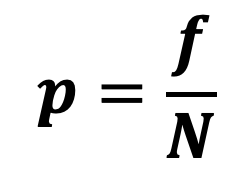 p = f/N